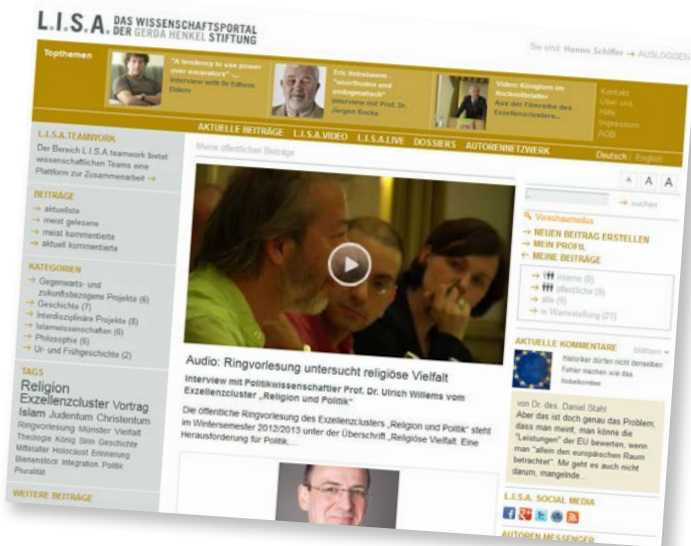 L.I.S.A. DAS WISSENSCHAFTSPORTAL
DER GERDA HENKEL STIFTUNG
Sie sind: Hanno Schiffer → AUSLOGGEN
Topthemen
"A tendency to use power
over excavators" ...
Interview with Dr Edhem
Eldem
Eric Hobsbawm -
"unorthodox und
undogmatisch"
Interview mit Prof. Dr.
Jürgen Kocka
Video: Königtum im
Hochmittelalter
Aus der Filmreihe des
Exzellenzclusters...
Kontakt
Über uns
Hilfe
Impressum
AGB
AKTUELLE BEITRÄGE L.I.S.A.VIDEO L.I.S.A.LIVE DOSSIERS AUTORENNETZWERK
Deutsch | English
L.I.S.A.TEAMWORK
Der Bereich L.I.S.A.teamwork bietet
wissenschaftlichen Teams eine
Plattform zur Zusammenarbeit →
BEITRÄGE
→ aktuellste
→ meist gelesene
→ meist kommentierte
→ aktuell kommentierte
KATEGORIEN
→ Gegenwarts- und
zukunftsbezogene Projekte (6)
→ Geschichte (7)
→ Interdisziplinäre Projekte (8)
→ Islamwissenschaften (6)
→ Philosophie (6)
→ Ur- und Frühgeschichte (2)
TAGS
Religion
Exzellenzcluster Vortrag
Islam Judentum Christentum
Ringvorlesung Münster Vielfalt
Theologie König Sinn Geschichte
Mittelalter Holocaust Erinnerung
Bienenstock Integration Politik
Pluralität
WEITERE BEITRÄGE
Meine öffentlichen Beiträge
Audio: Ringvorlesung untersucht religiöse Vielfalt
Interview mit Politikwissenschaftler Prof. Dr. Ulrich Willems vom
Exzellenzcluster „Religion und Politik“
Die öffentliche Ringvorlesung des Exzellenzclusters „Religion und Politik“ steht
im Wintersemester 2012/2013 unter der Überschrift „Religiöse Vielfalt. Eine
Herausforderung für Politik,...
A A A
→ suchen
Vorschaumodus
→ NEUEN BEITRAG ERSTELLEN
→ MEIN PROFIL
← MEINE BEITRÄGE
→ interne (0)
→ öffentliche (9)
→ alle (9)
→ in Warteстellung (21)
AKTUELLE KOMMENTARE blättern
Historiker dürfen nicht denselben
Fehler machen wie das
Nobelkomitee
von Dr. des. Daniel Stahl
Aber das ist doch genau das Problem,
dass man meint, man könne die
"Leistungen" der EU bewerten, wenn
man "allein den europäischen Raum
betrachtet". Mir geht es auch nicht
darum, mangelnde...
L.I.S.A. SOCIAL MEDIA
AUTOREN MESSENGER